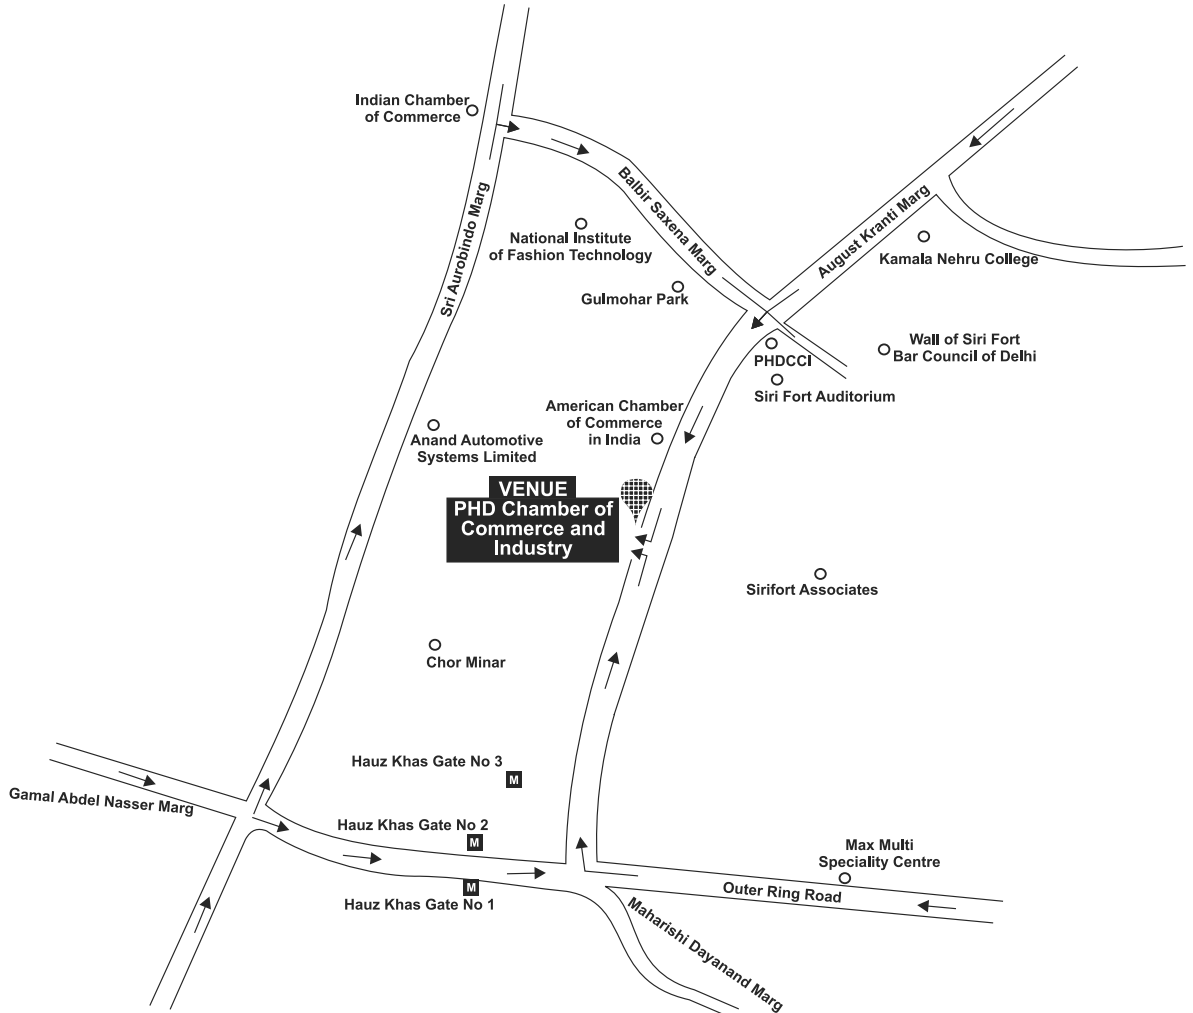 Indian Chamber
of Commerce
Sri Aurobindo Marg
Balbir Saxena Marg
August Kranti Marg
National Institute
of Fashion Technology
Kamala Nehru College
Gulmohar Park
Wall of Siri Fort
Bar Council of Delhi
PHDCCI
Siri Fort Auditorium
American Chamber
of Commerce
in India
Anand Automotive
Systems Limited
VENUE
PHD Chamber of
Commerce and
Industry
Sirifort Associates
Chor Minar
Hauz Khas Gate No 3
M
Gamal Abdel Nasser Marg
Hauz Khas Gate No 2
M
M
Hauz Khas Gate No 1
Max Multi
Speciality Centre
Outer Ring Road
Maharishi Dayanand Marg